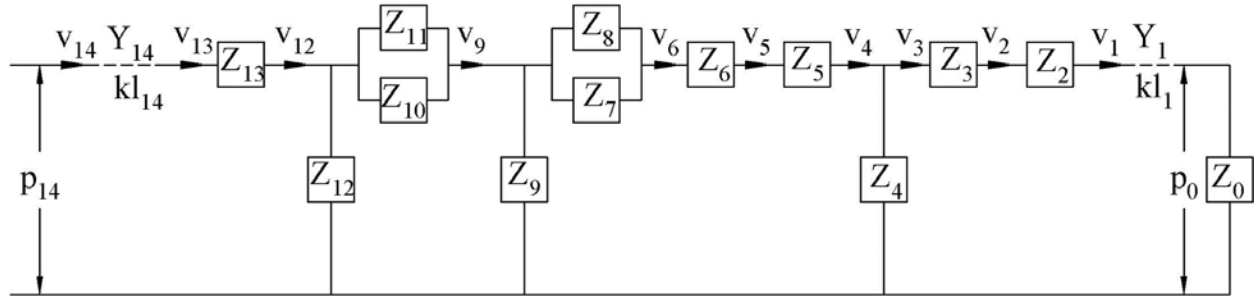 v14 Y14 v13 v12 Z11 v9 Z8 v6 v5 v4 v3 v2 v1 Y1
Z13 Z6 Z5 Z3 Z2
kl14 Z10 Z7 kl1
p14 Z12 Z9 Z4 p0 Z0